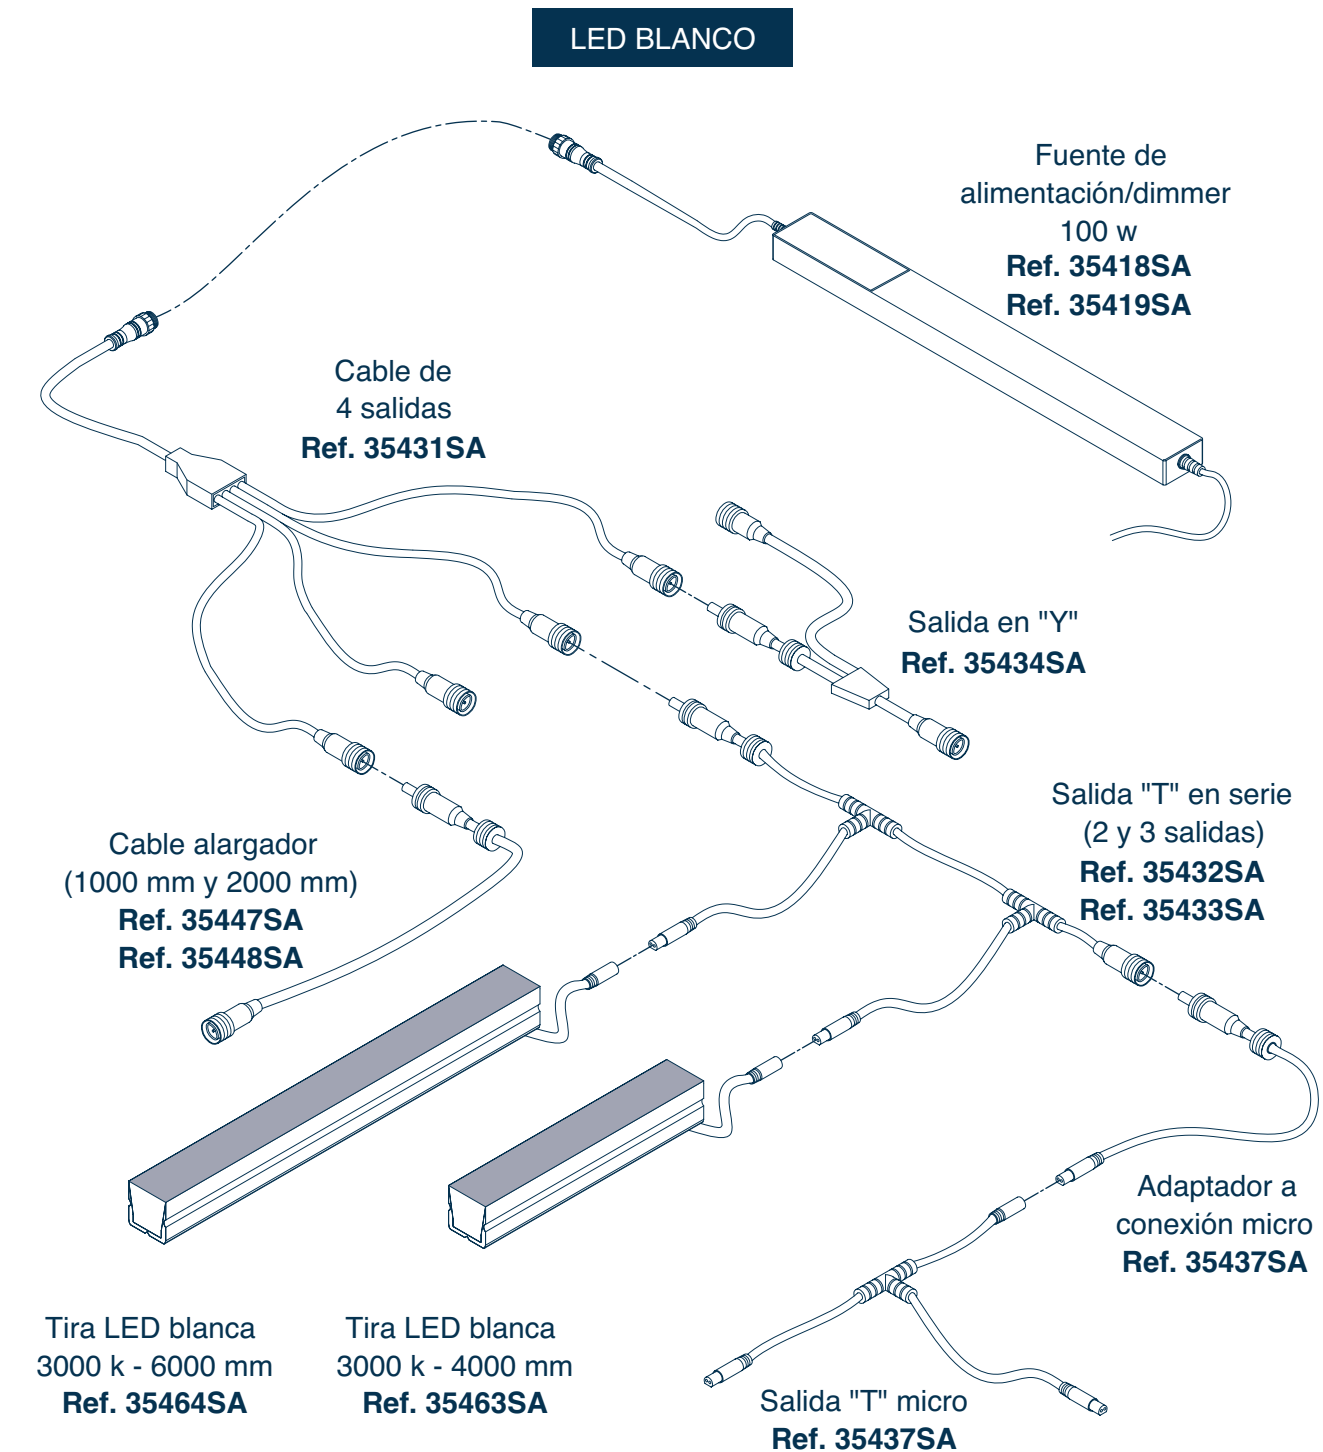 LED BLANCO
Fuente de
alimentación/dimmer
100 w
Ref. 35418SA
Ref. 35419SA
Cable de
4 salidas
Ref. 35431SA
Salida en "Y"
Ref. 35434SA
Salida "T" en serie
(2 y 3 salidas)
Ref. 35432SA
Ref. 35433SA
Cable alargador
(1000 mm y 2000 mm)
Ref. 35447SA
Ref. 35448SA
Adaptador a
conexión micro
Ref. 35437SA
Tira LED blanca
3000 k - 6000 mm
Ref. 35464SA
Tira LED blanca
3000 k - 4000 mm
Ref. 35463SA
Salida "T" micro
Ref. 35437SA